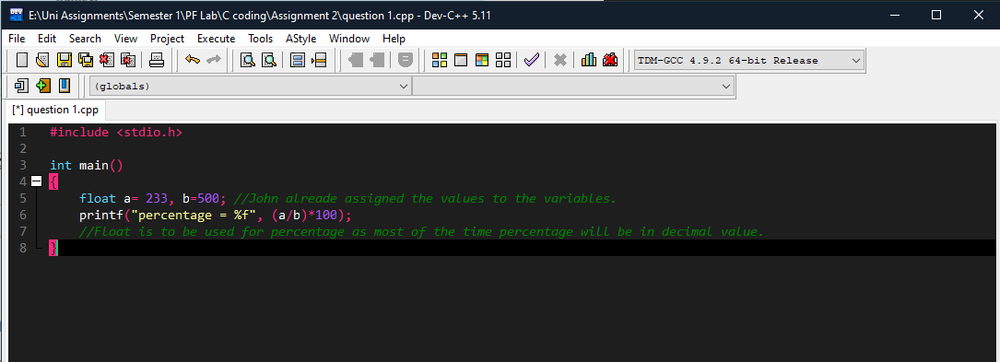 E:\Uni Assignments\Semester 1\PF Lab\C coding\Assignment 2\question 1.cpp - Dev-C++ 5.11
File Edit Search View Project Execute Tools AStyle Window Help
TDM-GCC 4.9.2 64-bit Release
(globals)
[*] question 1.cpp
1 #include <stdio.h>
2
3 int main()
4 {
5 float a= 233, b=500; //John alreade assigned the values to the variables.
6 printf("percentage = %f", (a/b)*100);
7 //Float is to be used for percentage as most of the time percentage will be in decimal value.
8 }